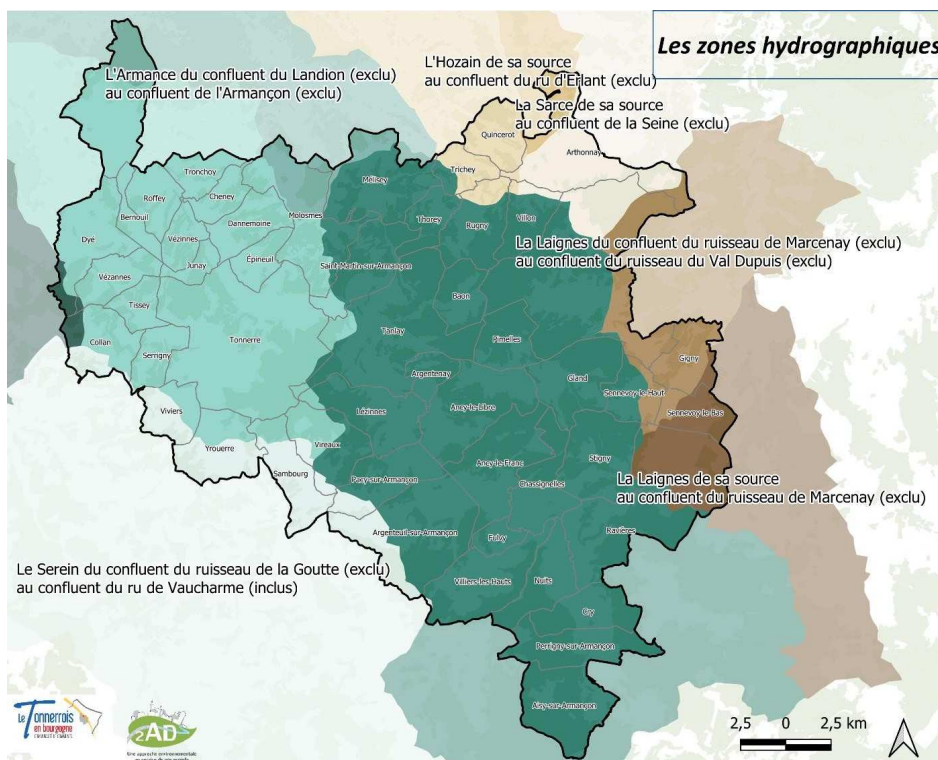 Les zones hydrographiques
L'Armance du confluent du Landion (exclu)
au confluent de l'Armançon (exclu)
L'Hozain de sa source
au confluent du ru d'Erlant (exclu)
La Sarce de sa source
au confluent de la Seine (exclu)
Quincerot
Arthonnay
Trichey
Tronchoy
Mélisey
Roffey
Cheney
Bernouil
Dannemoine
Molosmes
Thorey
Rugny
Villon
Dyé
Vézinnes
La Laignes du confluent du ruisseau de Marcenay (exclu)
au confluent du ruisseau du Val Dupuis (exclu)
Junay
Épineuil
Saint-Martin-sur-Armançon
Vézannes
Baon
Tissey
Tanlay
Collan
Serrigny
Tonnerre
Pimelles
Gigny
Argentenay
Gland
Sennevoy-le-Haut
Viviers
Lézinnes
Ancy-le-Libre
Sennevoy-le-Bas
Yrouerre
Vireaux
Ancy-le-Franc
Stigny
Sambourg
Pacy-sur-Armançon
Chassignelles
La Laignes de sa source
au confluent du ruisseau de Marcenay (exclu)
Argenteuil-sur-Armançon
Fulvy
Ravières
Le Serein du confluent du ruisseau de la Goutte (exclu)
au confluent du ru de Vaucharme (inclus)
Villiers-les-Hauts
Nuits
Cry
Perrigny-sur-Armançon
Aisy-sur-Armançon
Le Tonnerrois
en bourgogne
2AD
Une approche environnementale
2,5 0 2,5 km